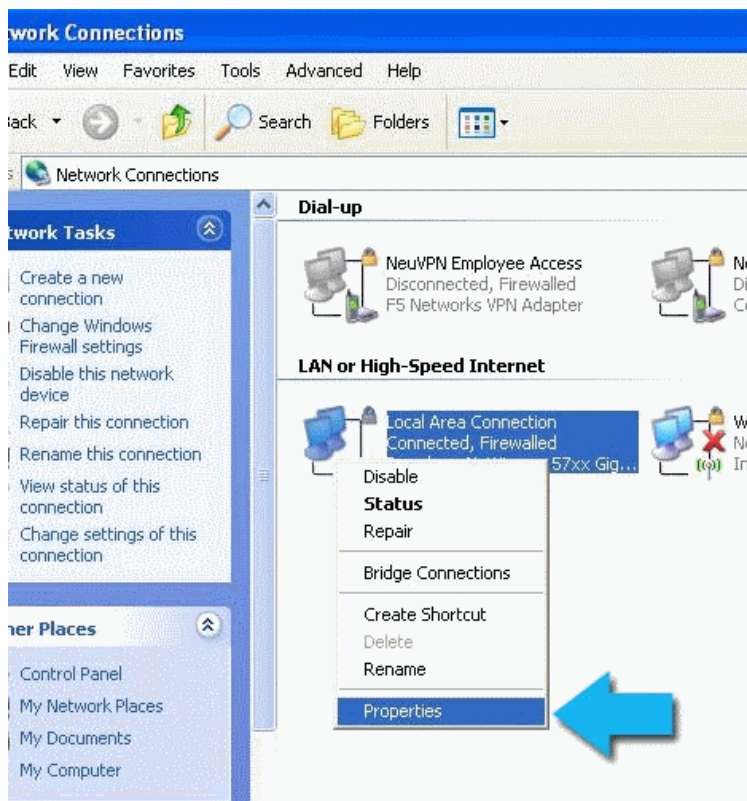 twork Connections
Edit View Favorites Tools Advanced Help
Back Search Folders
Network Connections
twork Tasks
Create a new
connection
Change Windows
Firewall settings
Disable this network
device
Repair this connection
Rename this connection
View status of this
connection
Change settings of this
connection
her Places
Control Panel
My Network Places
My Documents
My Computer
Dial-up
NeuVPN Employee Access
Disconnected, Firewalled
F5 Networks VPN Adapter
LAN or High-Speed Internet
Local Area Connection
Connected, Firewalled
57xx Gig...
Disable
Status
Repair
Bridge Connections
Create Shortcut
Delete
Rename
Properties